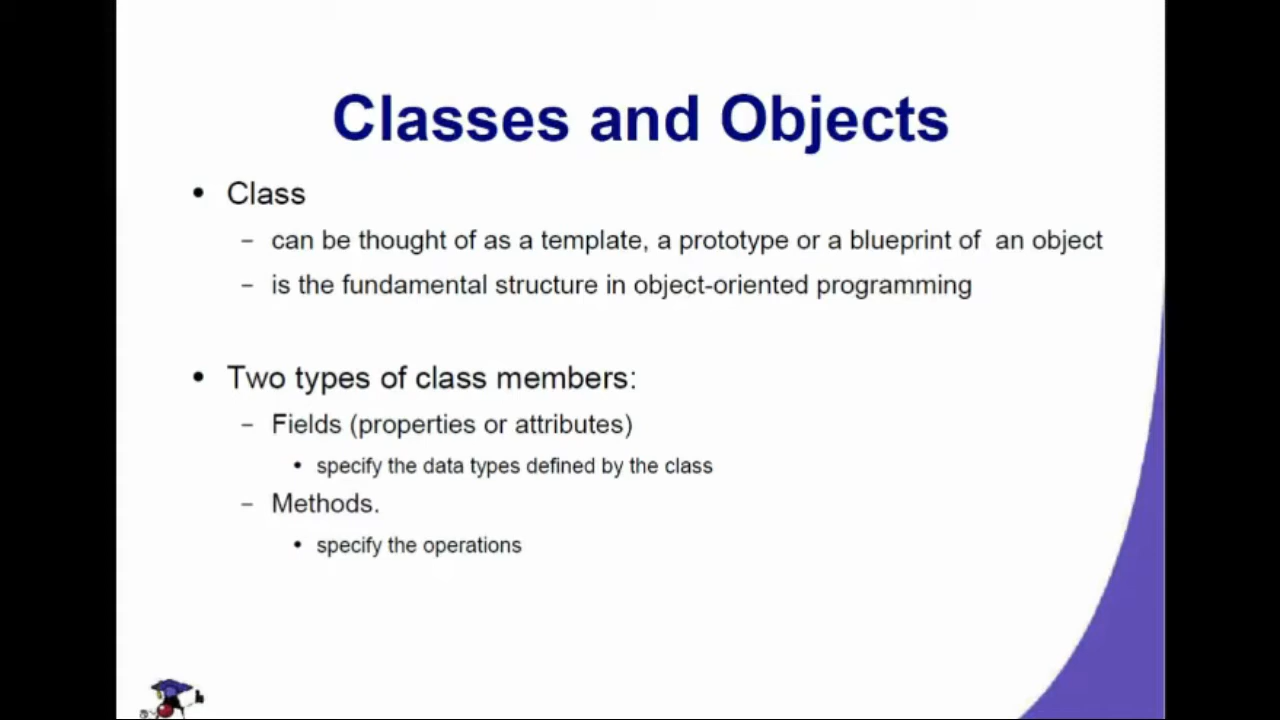 Classes and Objects
• Class
– can be thought of as a template, a prototype or a blueprint of an object
– is the fundamental structure in object-oriented programming
• Two types of class members:
– Fields (properties or attributes)
• specify the data types defined by the class
– Methods.
• specify the operations